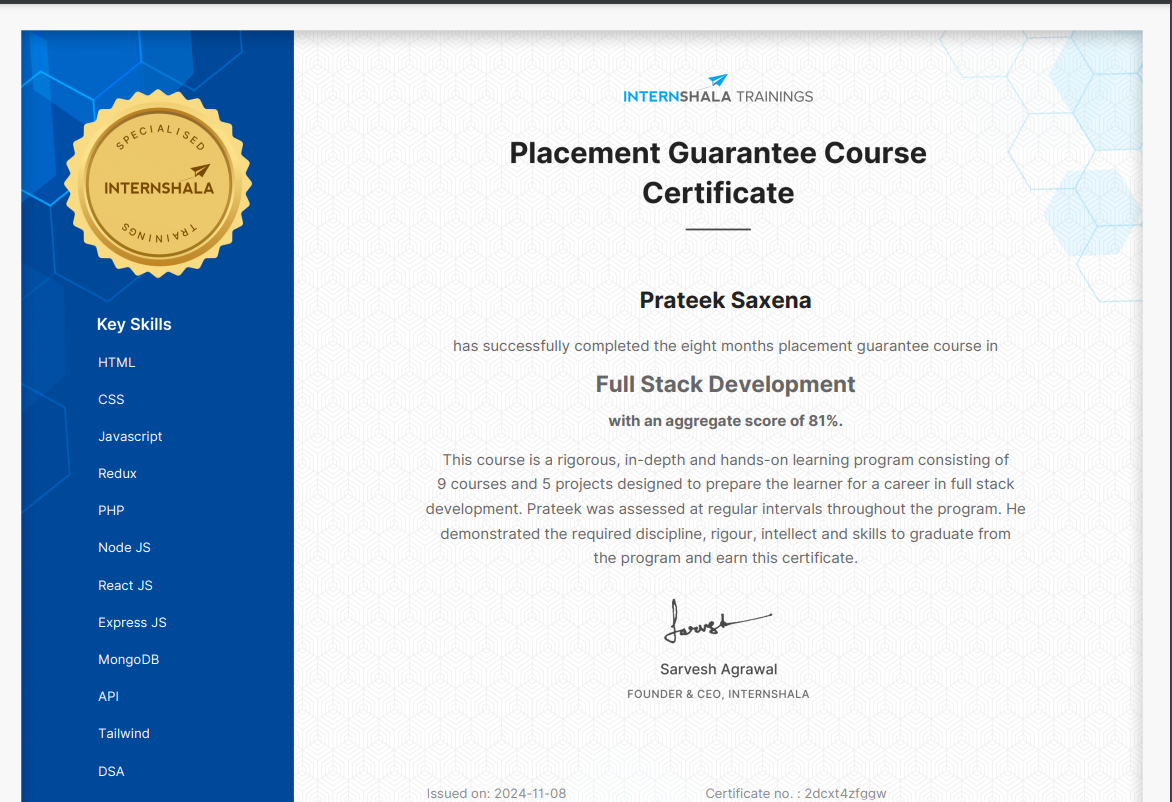 SPECIALISED
INTERNSHALA
TRAININGS
Key Skills
HTML
CSS
Javascript
Redux
PHP
Node JS
React JS
Express JS
MongoDB
API
Tailwind
DSA
INTERNSHALA TRAININGS
Placement Guarantee Course
Certificate
Prateek Saxena
has successfully completed the eight months placement guarantee course in
Full Stack Development
with an aggregate score of 81%.
This course is a rigorous, in-depth and hands-on learning program consisting of
9 courses and 5 projects designed to prepare the learner for a career in full stack
development. Prateek was assessed at regular intervals throughout the program. He
demonstrated the required discipline, rigour, intellect and skills to graduate from
the program and earn this certificate.
Sarvesh
Sarvesh Agrawal
FOUNDER & CEO, INTERNSHALA
Issued on: 2024-11-08
Certificate no. : 2dcxt4zfggw